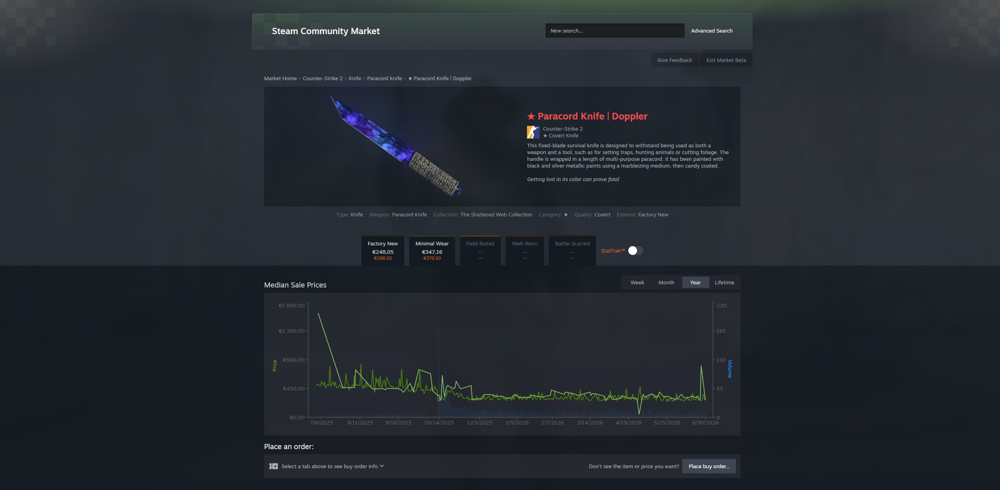 Steam Community Market
New search...
Advanced Search
Give Feedback
Exit Market Beta
Market Home > Counter-Strike 2 > Knife > Paracord Knife > ★ Paracord Knife | Doppler
★ Paracord Knife | Doppler
Counter-Strike 2
★ Covert Knife
This fixed-blade survival knife is designed to withstand being used as both a
weapon and a tool, such as for setting traps, hunting animals or cutting foliage. The
handle is wrapped in a length of multi-purpose paracord. It has been painted with
black and silver metallic paints using a marbleizing medium, then candy coated.
Getting lost in its color can prove fatal
Type: Knife Weapon: Paracord Knife Collection: The Shattered Web Collection Category: ★ Quality: Covert Exterior: Factory New
Factory New
€248,05
€298,02
Minimal Wear
€347,16
€379,50
Field-Tested
--
--
Well-Worn
--
--
Battle-Scarred
--
--
StatTrak™
Median Sale Prices
Week
Month
Year
Lifetime
Price
€1 800,00
€1 350,00
€900,00
€450,00
€0,00
220
165
110
55
0
Volume
7/6/2025
8/11/2025
9/16/2025
10/24/2025
12/1/2025
1/5/2026
2/7/2026
3/14/2026
4/19/2026
5/25/2026
6/30/2026
Place an order:
Select a tab above to see buy order info
Don't see the item or price you want?
Place buy order...